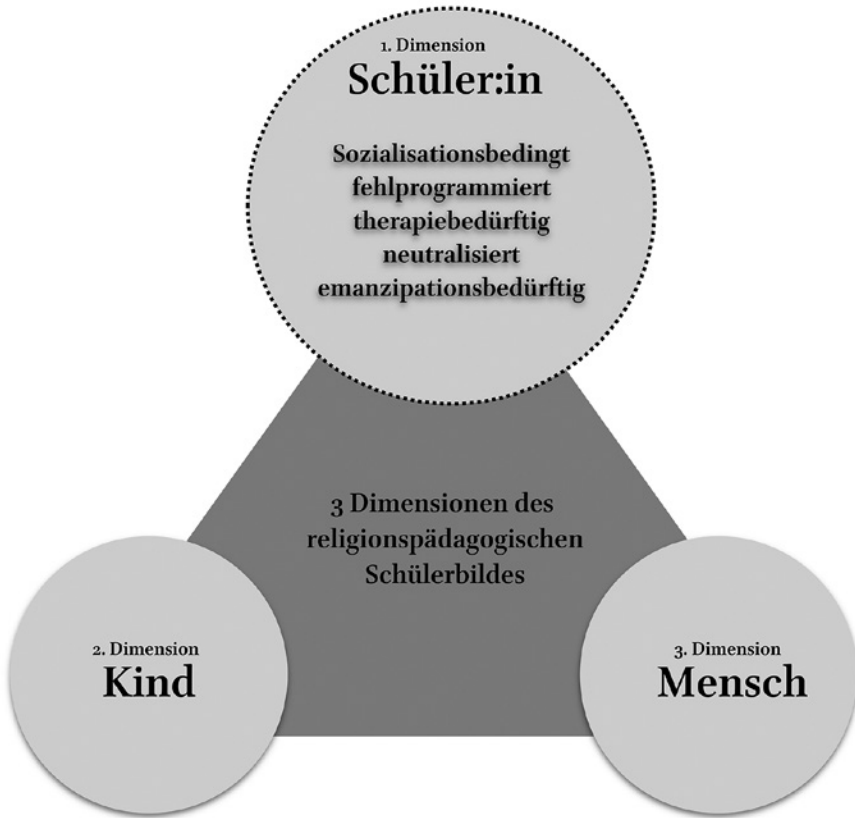 1. Dimension
Schüler:in
Sozialisationsbedingt
fehlprogrammiert
therapiebedürftig
neutralisiert
emanzipationsbedürftig
3 Dimensionen des
religionspädagogischen
Schülerbildes
2. Dimension
Kind
3. Dimension
Mensch